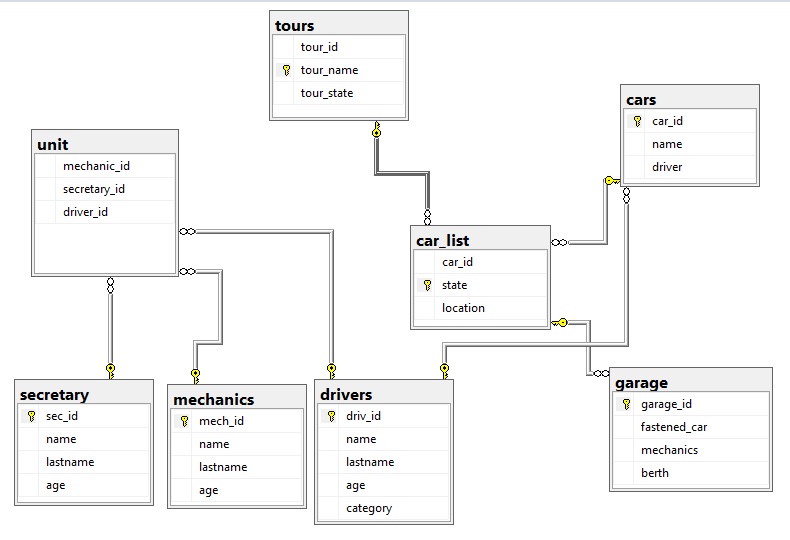 tours
tour_id
tour_name
tour_state
cars
car_id
name
driver
unit
mechanic_id
secretary_id
driver_id
car_list
car_id
state
location
secretary
sec_id
name
lastname
age
mechanics
mech_id
name
lastname
age
drivers
driv_id
name
lastname
age
category
garage
garage_id
fastened_car
mechanics
berth